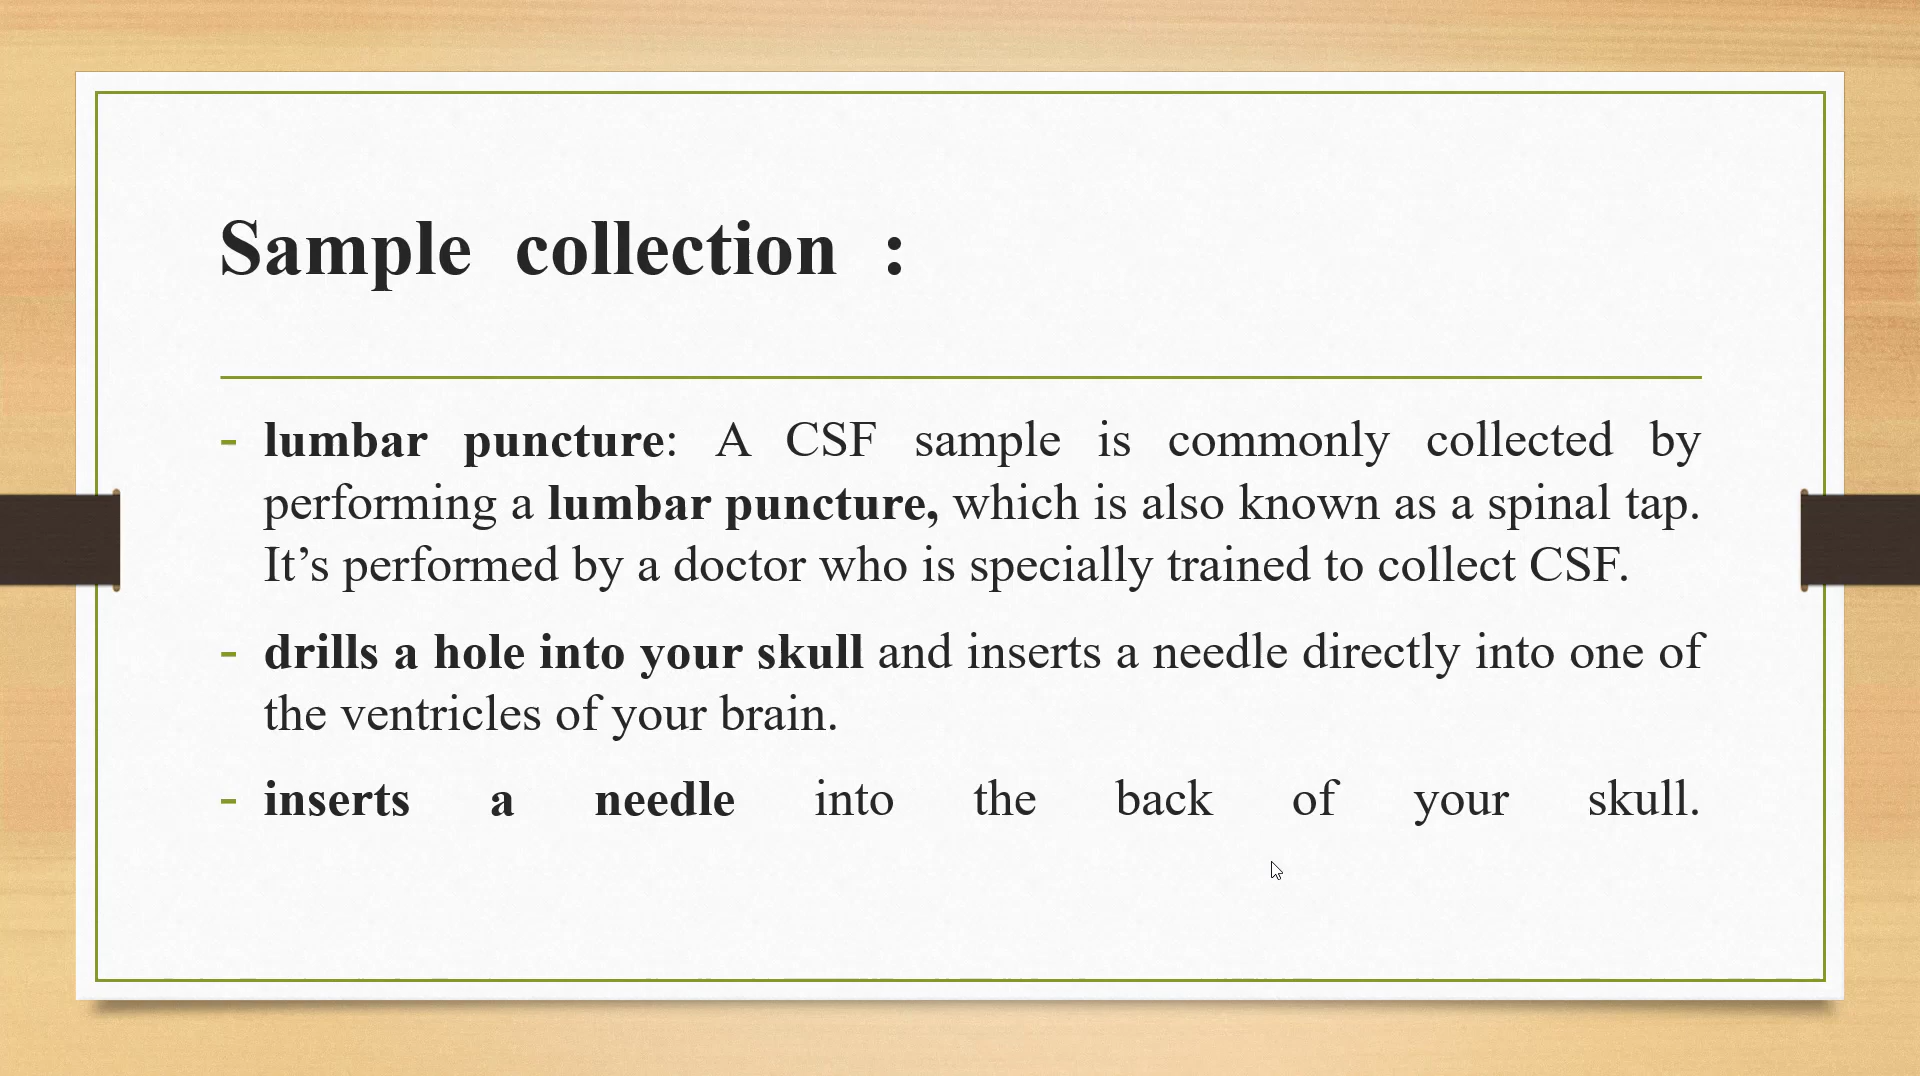 Sample collection :
- lumbar puncture: A CSF sample is commonly collected by
performing a lumbar puncture, which is also known as a spinal tap.
It’s performed by a doctor who is specially trained to collect CSF.
- drills a hole into your skull and inserts a needle directly into one of
the ventricles of your brain.
- inserts a needle into the back of your skull.